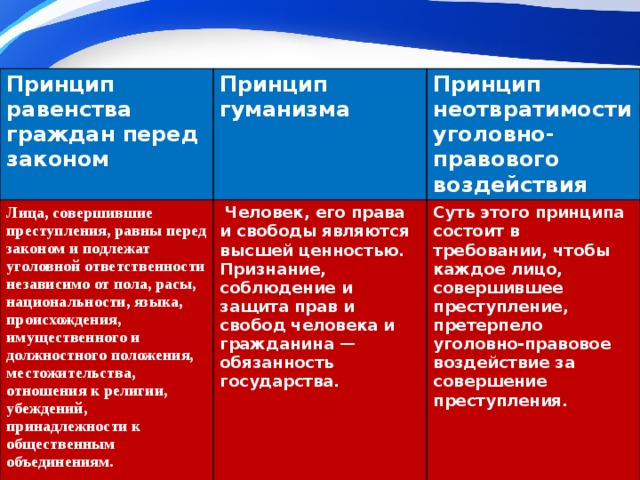 Принцип
равенства
граждан перед
законом
Принцип
гуманизма
Принцип
неотвратимости
уголовно-
правового
воздействия
Лица, совершившие
преступления, равны перед
законом и подлежат
уголовной ответственности
независимо от пола, расы,
национальности, языка,
происхождения,
имущественного и
должностного положения,
местожительства,
отношения к религии,
убеждений,
принадлежности к
общественным
объединениям.
Человек, его права
и свободы являются
высшей ценностью.
Признание,
соблюдение и
защита прав и
свобод человека и
гражданина —
обязанность
государства.
Суть этого принципа
состоит в
требовании, чтобы
каждое лицо,
совершившее
преступление,
претерпело
уголовно-правовое
воздействие за
совершение
преступления.